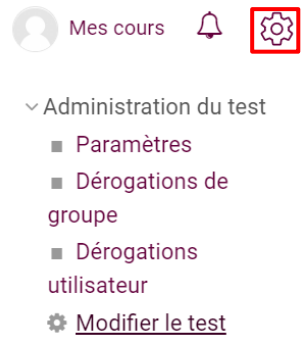 Mes cours
Administration du test
Paramètres
Dérogations de
groupe
Dérogations
utilisateur
Modifier le test